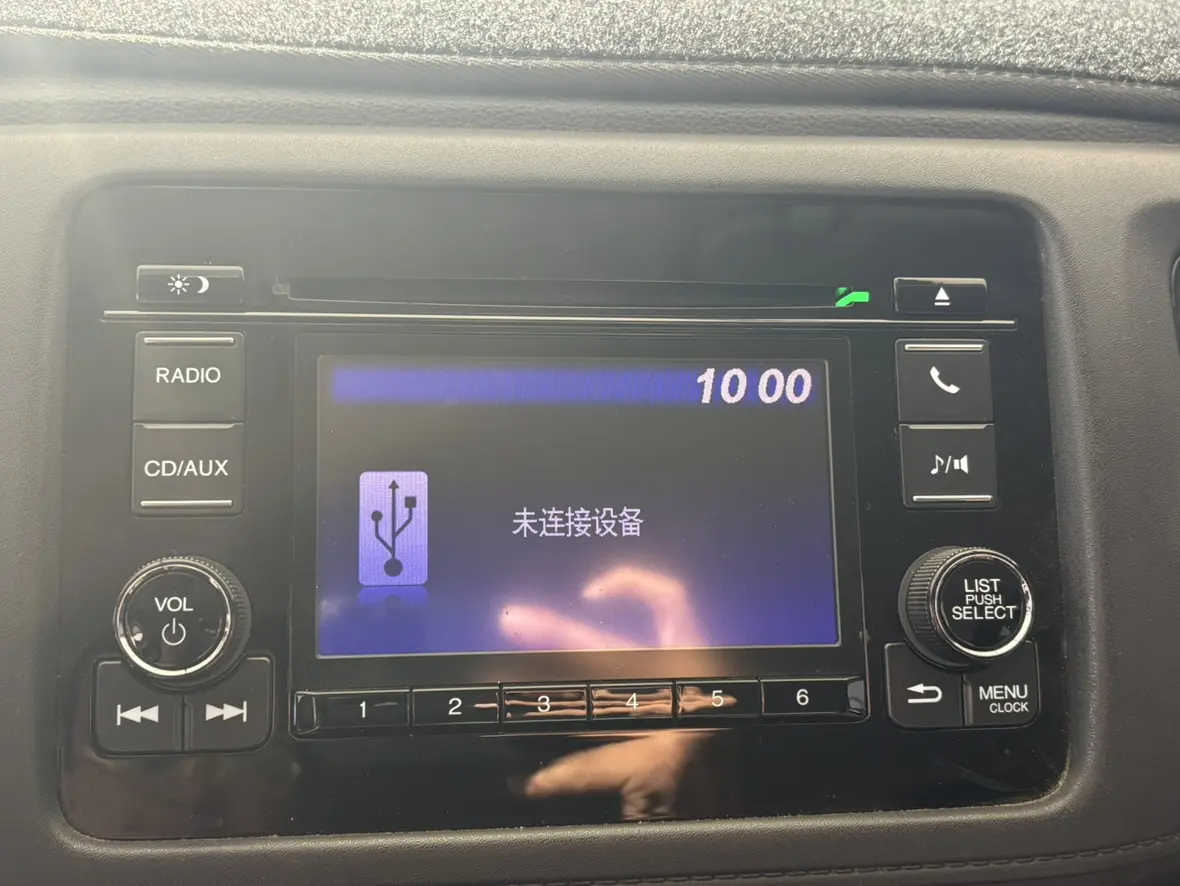 RADIO
CD/AUX
VOL
10 00
未连接设备
1 2 3 4 5 6
LIST
PUSH
SELECT
MENU
CLOCK